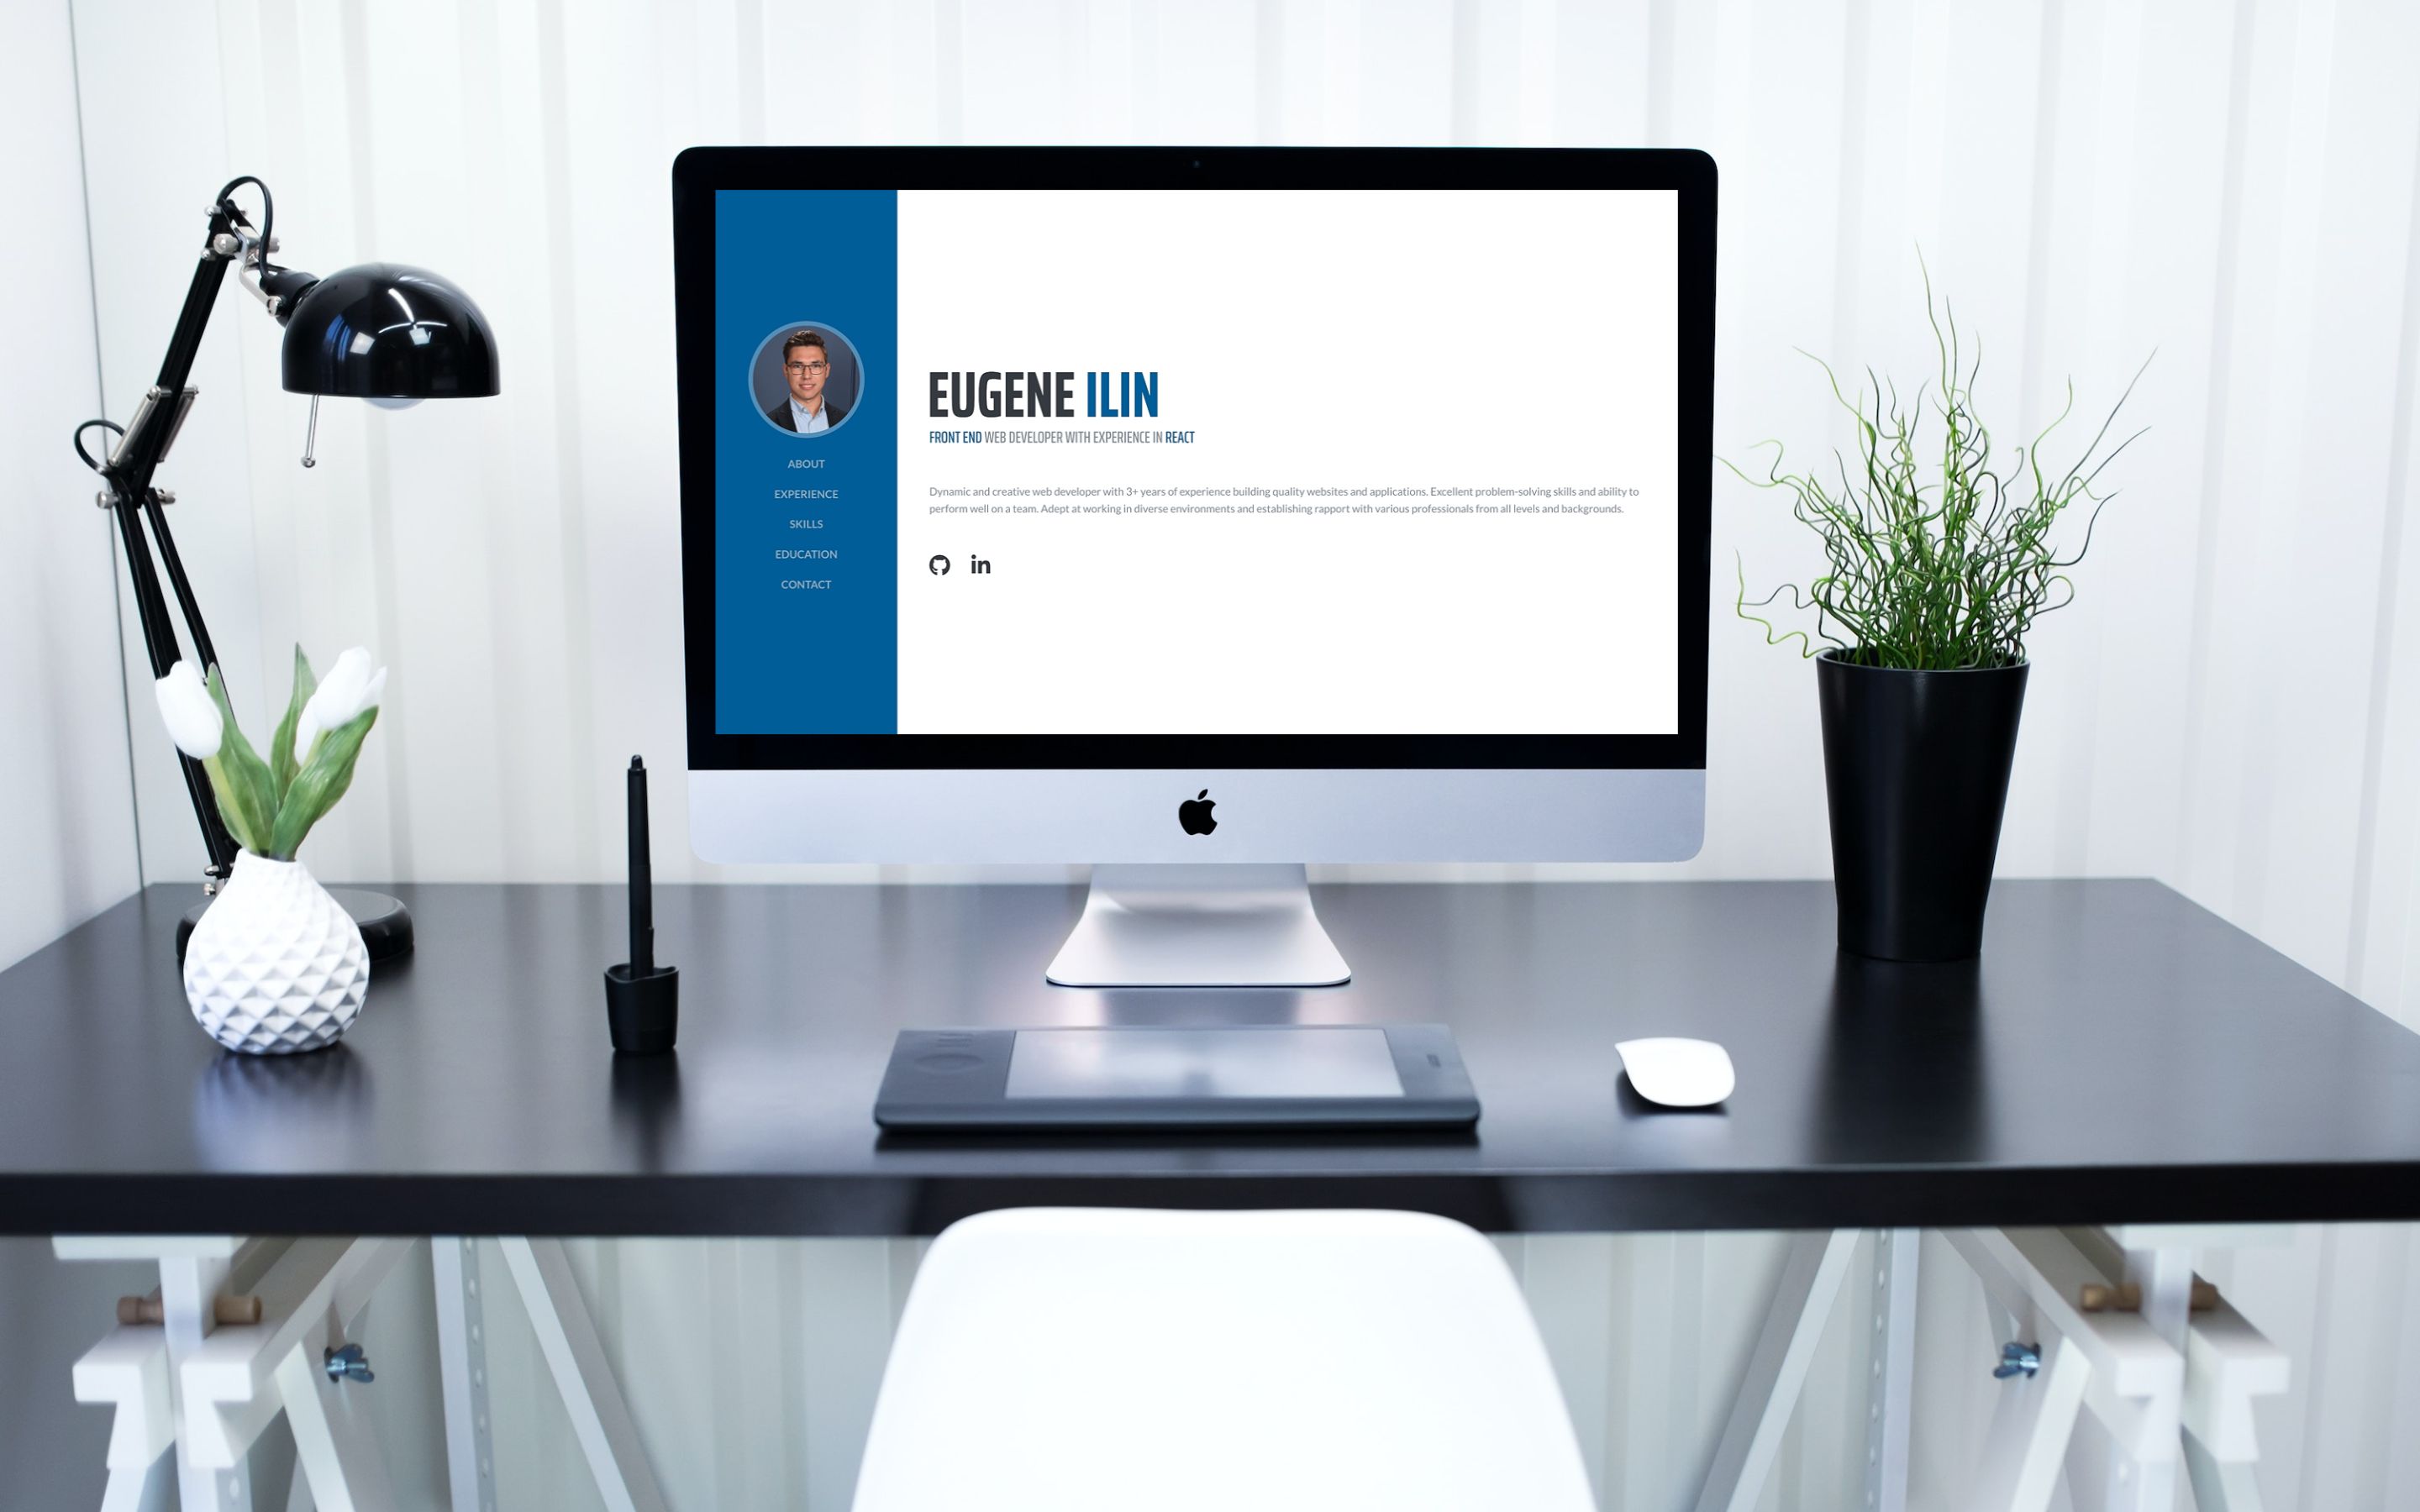 ABOUT
EXPERIENCE
SKILLS
EDUCATION
CONTACT
EUGENE ILIN
FRONT END WEB DEVELOPER WITH EXPERIENCE IN REACT
Dynamic and creative web developer with 3+ years of experience building quality websites and applications. Excellent problem-solving skills and ability to
perform well on a team. Adept at working in diverse environments and establishing rapport with various professionals from all levels and backgrounds.
in